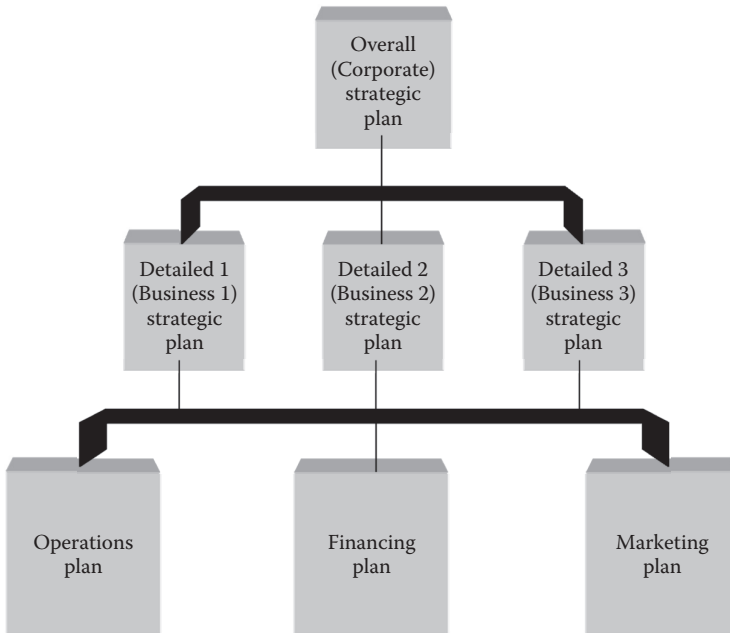 Overall
(Corporate)
strategic
plan
Detailed 1
(Business 1)
strategic
plan
Detailed 2
(Business 2)
strategic
plan
Detailed 3
(Business 3)
strategic
plan
Operations
plan
Financing
plan
Marketing
plan